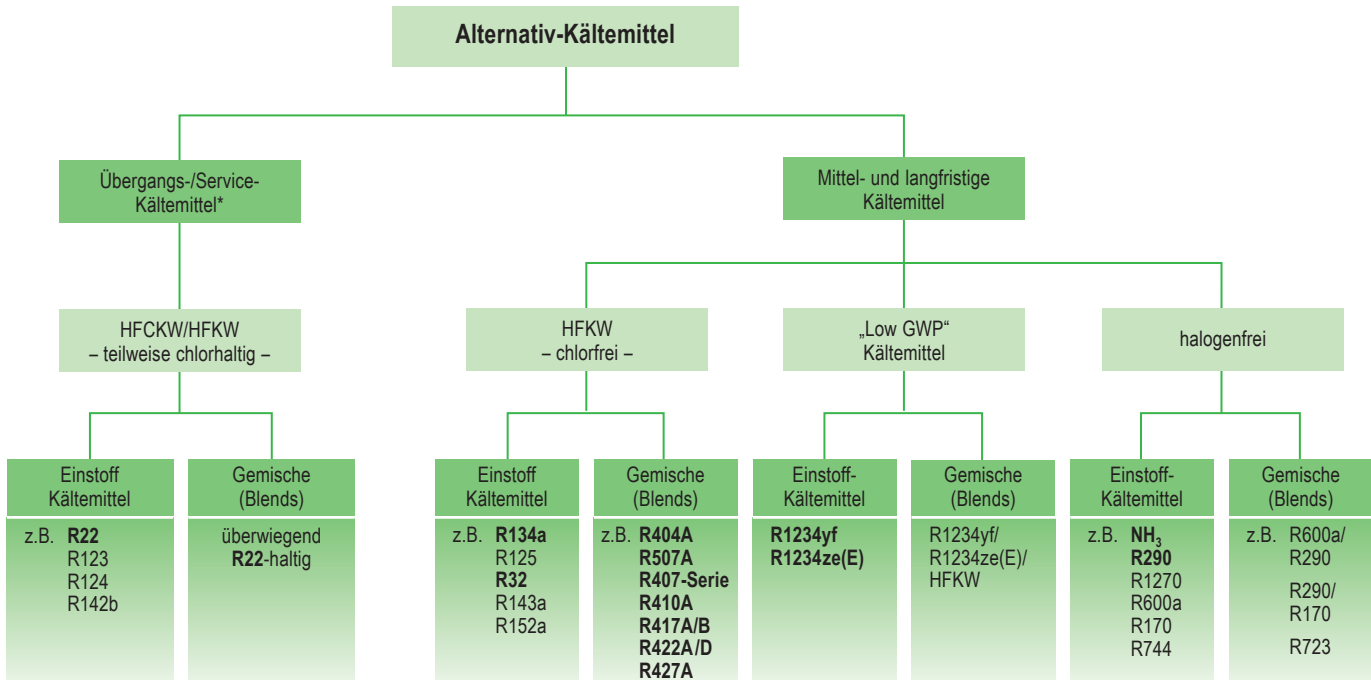 Alternativ-Kältemittel
Übergangs-/Service-
Kältemittel*
Mittel- und langfristige
Kältemittel
HFCKW/HFKW
– teilweise chlorhaltig –
HFKW
– chlorfrei –
„Low GWP“
Kältemittel
halogenfrei
Einstoff
Kältemittel
z.B. R22
R123
R124
R142b
Gemische
(Blends)
überwiegend
R22-haltig
Einstoff
Kältemittel
z.B. R134a
R125
R32
R143a
R152a
Gemische
(Blends)
z.B. R404A
R507A
R407-Serie
R410A
R417A/B
R422A/D
R427A
Einstoff-
Kältemittel
R1234yf
R1234ze(E)
Gemische
(Blends)
R1234yf/
R1234ze(E)/
HFKW
Einstoff-
Kältemittel
z.B. NH₃
R290
R1270
R600a
R170
R744
Gemische
(Blends)
z.B. R600a/
R290
R290/
R170
R723